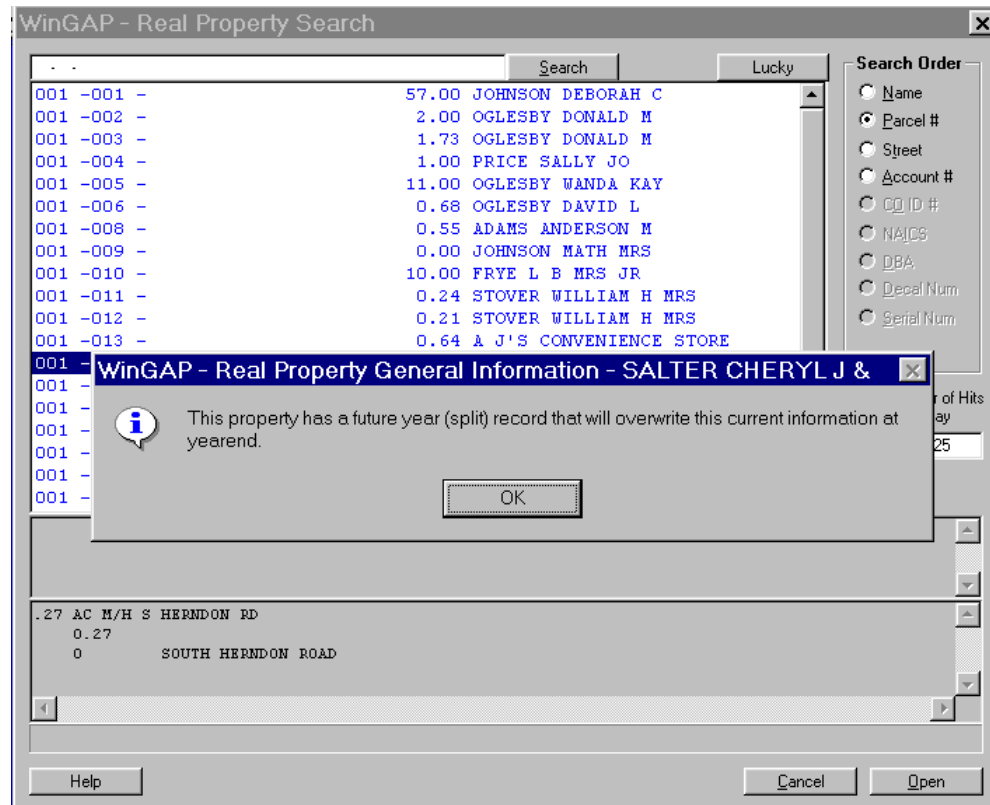 WinGAP - Real Property Search
- -
Search
Lucky
Search Order
001 -001 - 57.00 JOHNSON DEBORAH C
001 -002 - 2.00 OGLESBY DONALD M
001 -003 - 1.73 OGLESBY DONALD M
001 -004 - 1.00 PRICE SALLY JO
001 -005 - 11.00 OGLESBY WANDA KAY
001 -006 - 0.68 OGLESBY DAVID L
001 -008 - 0.55 ADAMS ANDERSON M
001 -009 - 0.00 JOHNSON MATH MRS
001 -010 - 10.00 FRYE L B MRS JR
001 -011 - 0.24 STOVER WILLIAM H MRS
001 -012 - 0.21 STOVER WILLIAM H MRS
001 -013 - 0.64 A J'S CONVENIENCE STORE
001 -
001 -
001 -
001 -
001 -
001 -
001 -
Name
Parcel #
Street
Account #
CO ID #
NAICS
DBA
Decal Num
Serial Num
r of Hits
ay
25
WinGAP - Real Property General Information - SALTER CHERYL J &
This property has a future year (split) record that will overwrite this current information at
yearend.
OK
.27 AC M/H S HERNDON RD
0.27
0 SOUTH HERNDON ROAD
Help
Cancel
Open